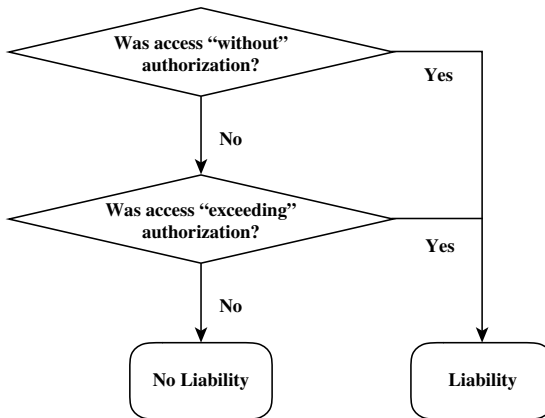 Was access “without”
authorization?
Yes
No
Was access “exceeding”
authorization?
Yes
No
No Liability
Liability